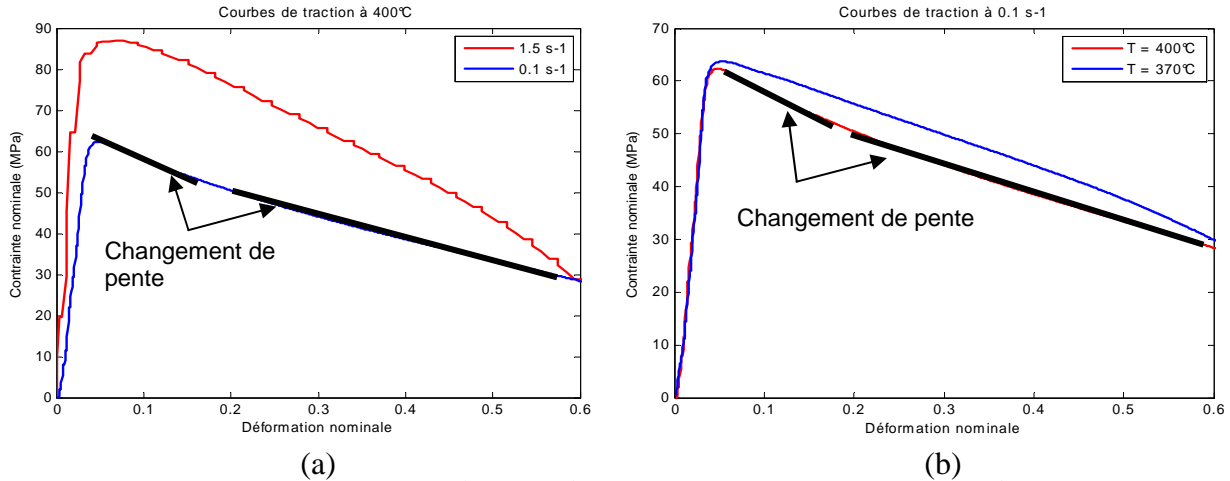 Courbes de traction à 400°C
90
80
70
60
50
40
30
20
10
0
Contrainte nominale (MPa)
1.5 s-1
0.1 s-1
Changement de
pente
0
0.1
0.2
0.3
0.4
0.5
0.6
Déformation nominale
(a)
Courbes de traction à 0.1 s-1
70
60
50
40
30
20
10
0
Contrainte nominale (MPa)
T = 400°C
T = 370°C
Changement de pente
0
0.1
0.2
0.3
0.4
0.5
0.6
Déformation nominale
(b)